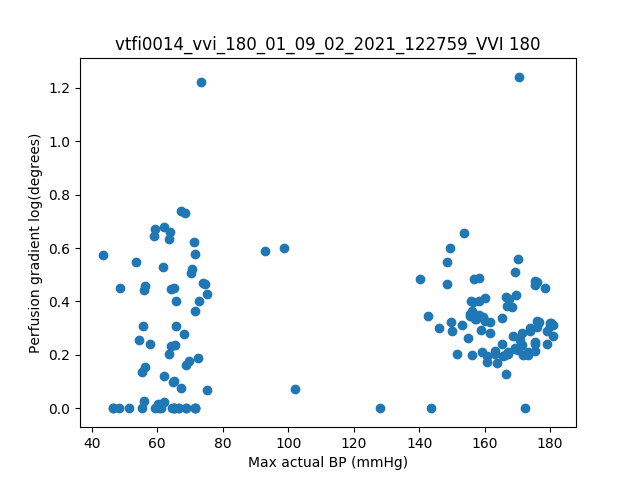 vtfi0014_vvi_180_01_09_02_2021_122759_VVI 180
Perfusion gradient log(degrees)
1.2
1.0
0.8
0.6
0.4
0.2
0.0
40 60 80 100 120 140 160 180
Max actual BP (mmHg)